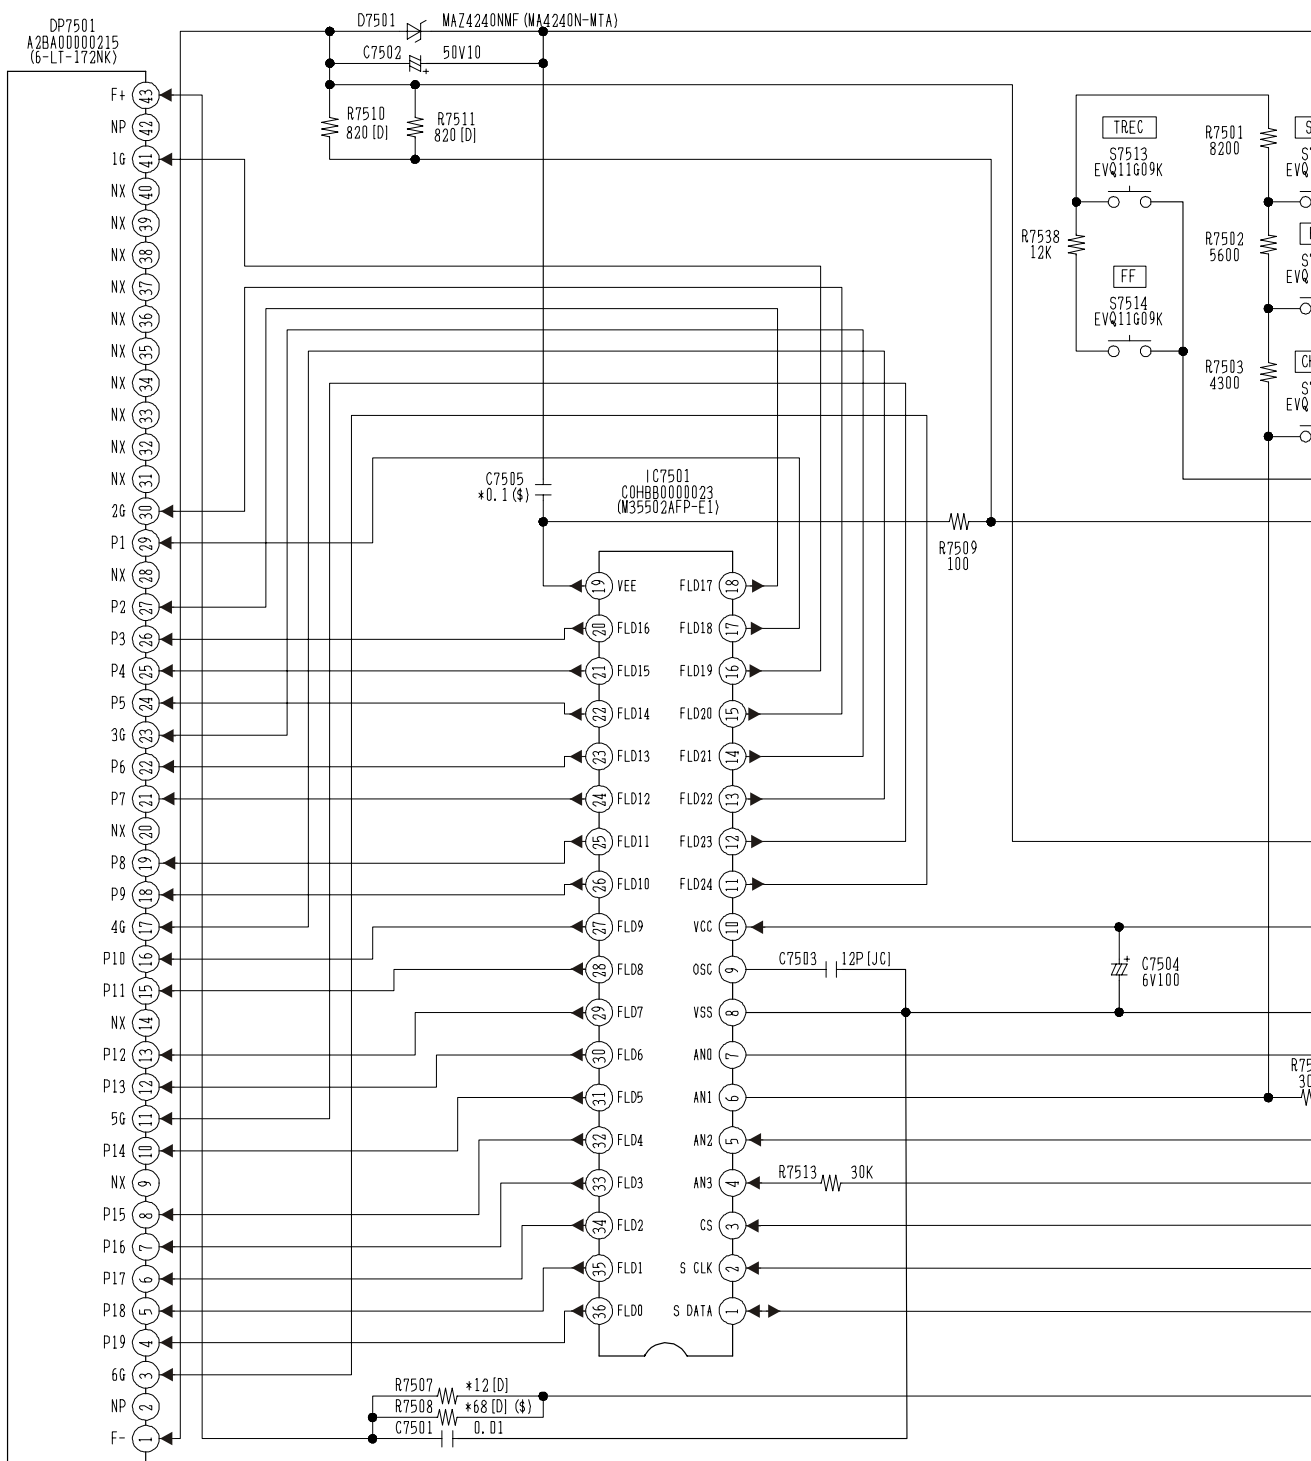 DP7501
A2BA00000215
(6-LT-172NK)
D7501
MAZ4240NMF(MA4240N-MTA)
C7502
50V10
R7510
820[D]
R7511
820[D]
TREC
S7513
EVQ11G09K
R7501
8200
R7538
12K
R7502
5600
FF
S7514
EVQ11G09K
R7503
4300
EVQ
EVQ
EVQ
F+ 43
NP 42
1G 41
NX 40
NX 39
NX 38
NX 37
NX 36
NX 35
NX 34
NX 33
NX 32
NX 31
2G 30
P1 29
NX 28
P2 27
P3 26
P4 25
P5 24
3G 23
P6 22
P7 21
NX 20
P8 19
P9 18
4G 17
P10 16
P11 15
NX 14
P12 13
P13 12
5G 11
P14 10
NX 9
P15 8
P16 7
P17 6
P18 5
P19 4
6G 3
NP 2
F- 1
C7505
*0.1($)
IC7501
C0HBB0000023
(M35502AFP-E1)
R7509
100
19 VEE FLD17 18
20 FLD16 FLD18 17
21 FLD15 FLD19 16
22 FLD14 FLD20 15
23 FLD13 FLD21 14
24 FLD12 FLD22 13
25 FLD11 FLD23 12
26 FLD10 FLD24 11
27 FLD9 VCC 10
28 FLD8 OSC 9
29 FLD7 VSS 8
30 FLD6 AN0 7
31 FLD5 AN1 6
32 FLD4 AN2 5
33 FLD3 AN3 4
34 FLD2 CS 3
35 FLD1 S CLK 2
36 FLD0 S DATA 1
C7503
12P[JC]
C7504
6V100
R7513
30K
R7507
*12[D]
R7508
*68[D]($)
C7501
0.01